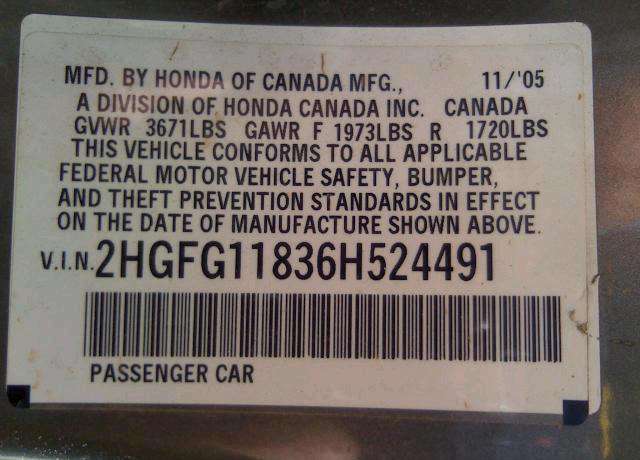 MFD. BY HONDA OF CANADA MFG., 11/'05
A DIVISION OF HONDA CANADA INC. CANADA
GVWR 3671LBS GAWR F 1973LBS R 1720LBS
THIS VEHICLE CONFORMS TO ALL APPLICABLE
FEDERAL MOTOR VEHICLE SAFETY, BUMPER,
AND THEFT PREVENTION STANDARDS IN EFFECT
ON THE DATE OF MANUFACTURE SHOWN ABOVE.
V.I.N. 2HGFG11836H524491
PASSENGER CAR